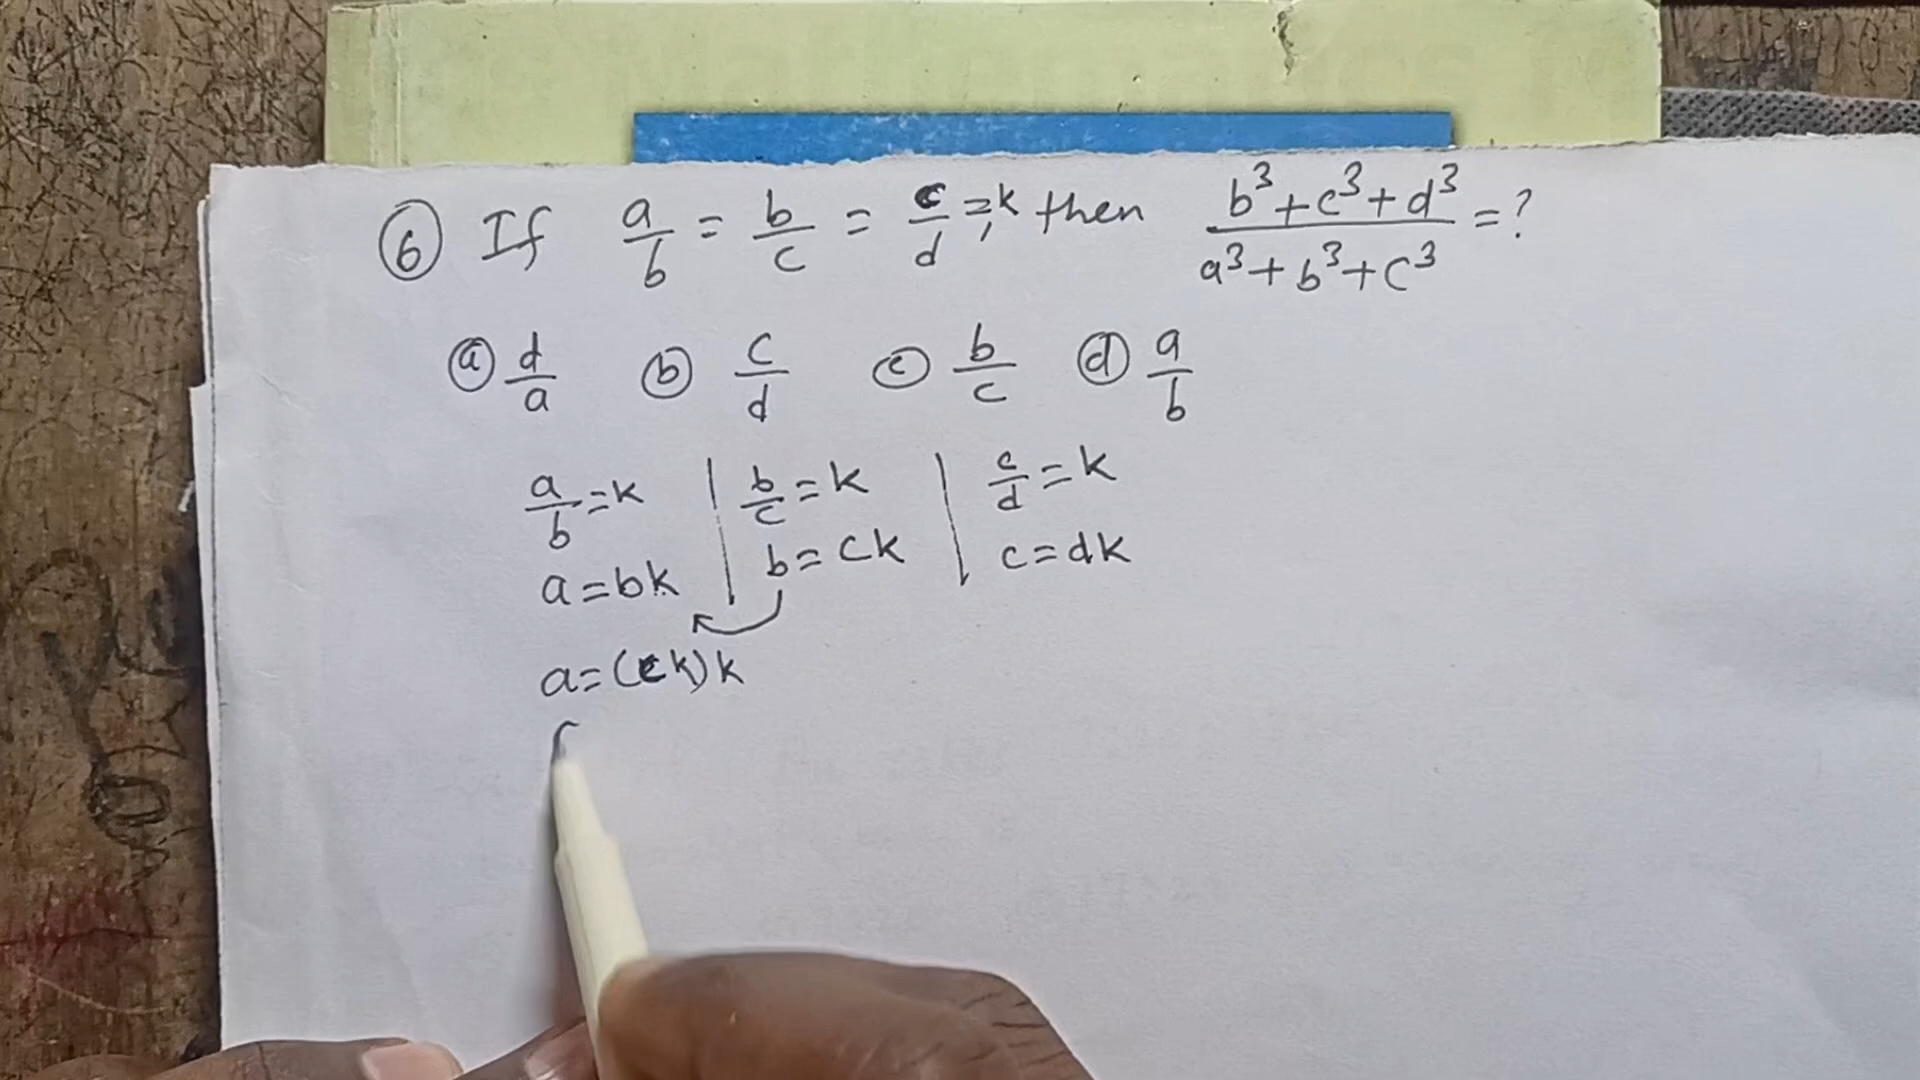 ⑥ If a/b = b/c = c/d = k, then (b³+c³+d³)/(a³+b³+c³) = ?
ⓐ d/a ⓑ c/d ⓒ b/c ⓓ a/b
a/b = k | b/c = k | c/d = k
a = bk | b = ck | c = dk
a = (ck)k